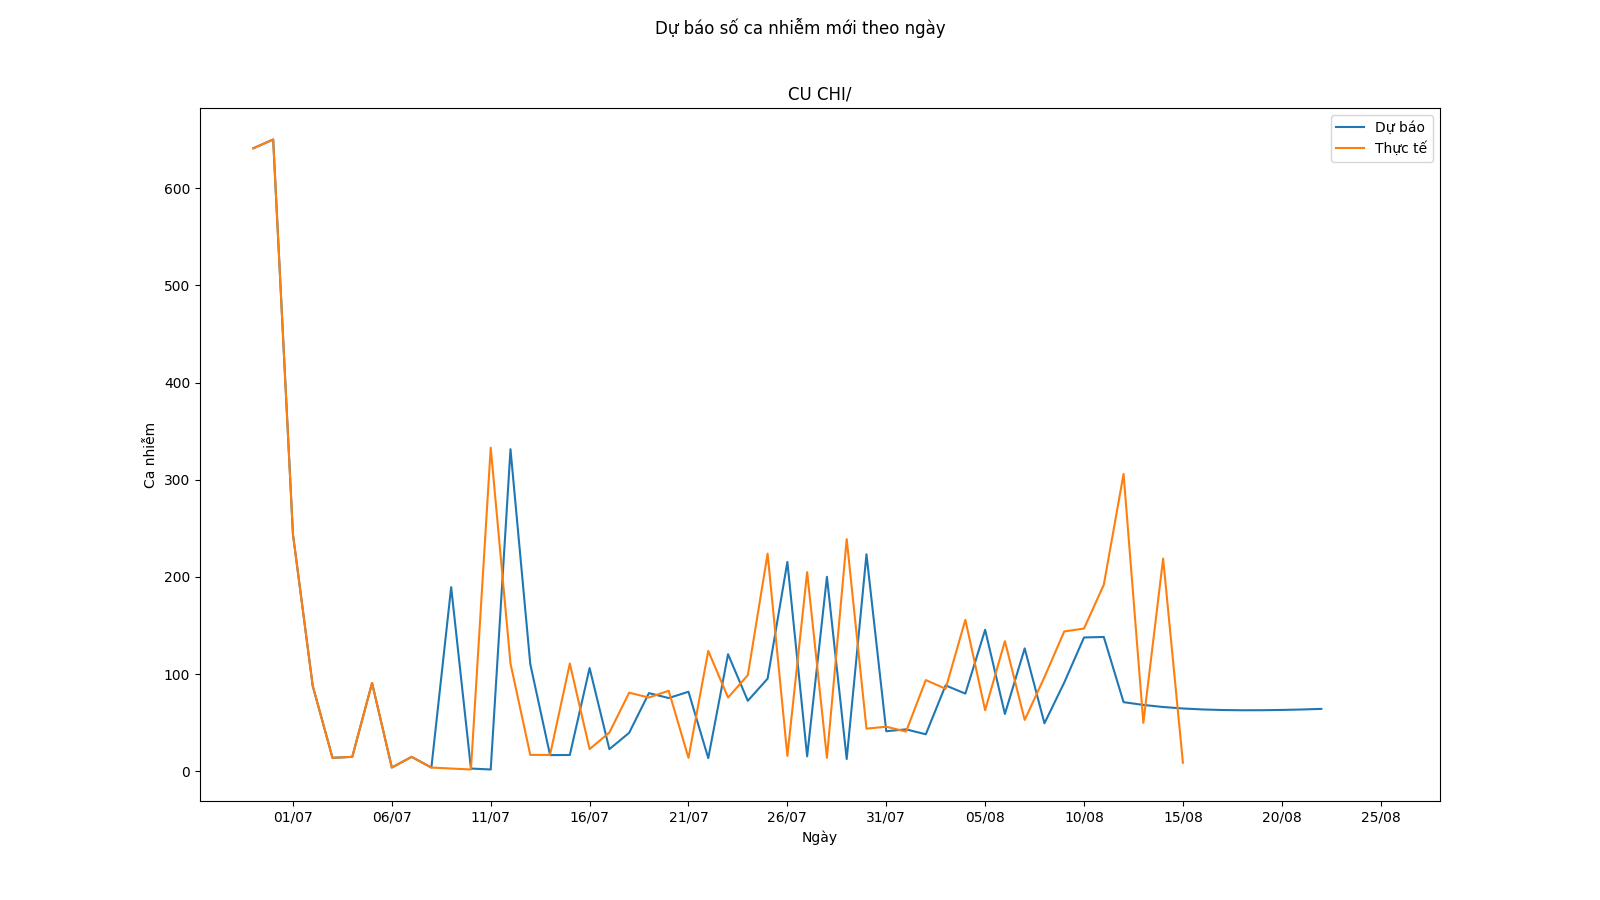 Dự báo số ca nhiễm mới theo ngày
CU CHI/
Dự báo
Thực tế
600
500
400
300
200
100
0
Ca nhiễm
01/07 06/07 11/07 16/07 21/07 26/07 31/07 05/08 10/08 15/08 20/08 25/08
Ngày